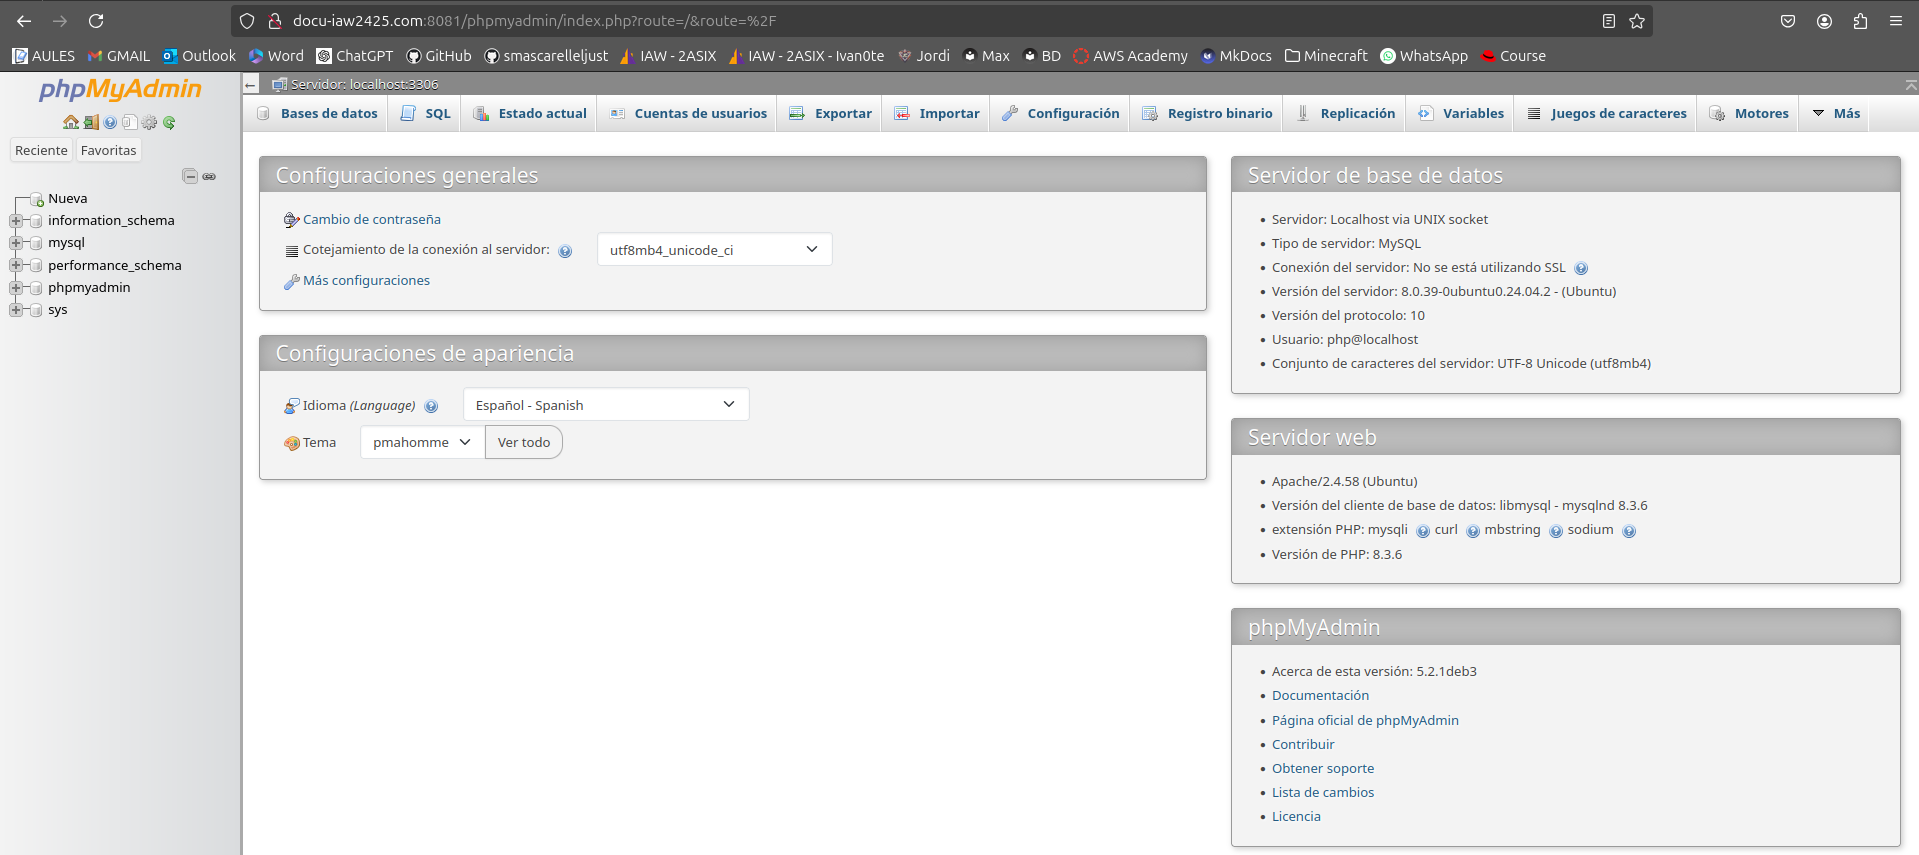 docu-iaw2425.com:8081/phpmyadmin/index.php?route=/&route=%2F
AULES GMAIL Outlook Word ChatGPT GitHub smascarelleljust IAW - 2ASIX IAW - 2ASIX - Ivan0te Jordi Max BD AWS Academy MkDocs Minecraft WhatsApp Course
phpMyAdmin
Reciente Favoritas
Nueva
information_schema
mysql
performance_schema
phpmyadmin
sys
Servidor: localhost:3306
Bases de datos SQL Estado actual Cuentas de usuarios Exportar Importar Configuración Registro binario Replicación Variables Juegos de caracteres Motores Más
Configuraciones generales
Cambio de contraseña
Cotejamiento de la conexión al servidor: utf8mb4_unicode_ci
Más configuraciones
Configuraciones de apariencia
Idioma (Language) Español - Spanish
Tema pmahomme Ver todo
Servidor de base de datos
Servidor: Localhost via UNIX socket
Tipo de servidor: MySQL
Conexión del servidor: No se está utilizando SSL
Versión del servidor: 8.0.39-0ubuntu0.24.04.2 - (Ubuntu)
Versión del protocolo: 10
Usuario: php@localhost
Conjunto de caracteres del servidor: UTF-8 Unicode (utf8mb4)
Servidor web
Apache/2.4.58 (Ubuntu)
Versión del cliente de base de datos: libmysql - mysqlnd 8.3.6
extensión PHP: mysqli curl mbstring sodium
Versión de PHP: 8.3.6
phpMyAdmin
Acerca de esta versión: 5.2.1deb3
Documentación
Página oficial de phpMyAdmin
Contribuir
Obtener soporte
Lista de cambios
Licencia